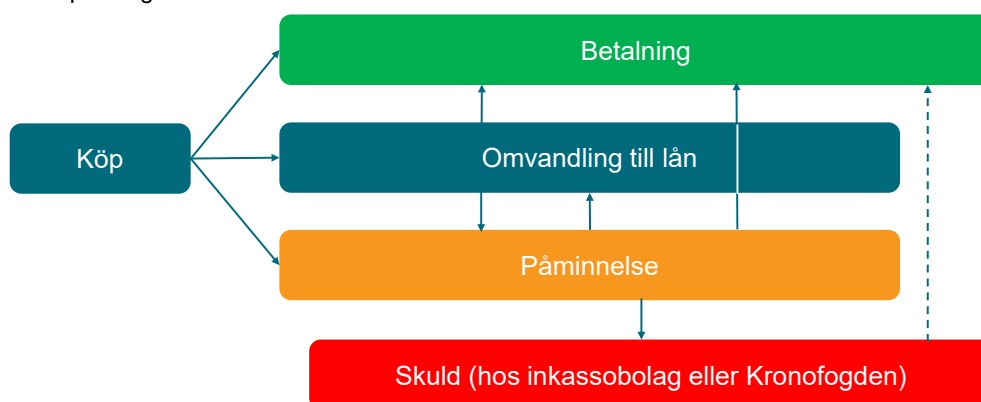 Betalning
Köp
Omvandling till lån
Påminnelse
Skuld (hos inkassobolag eller Kronofogden)